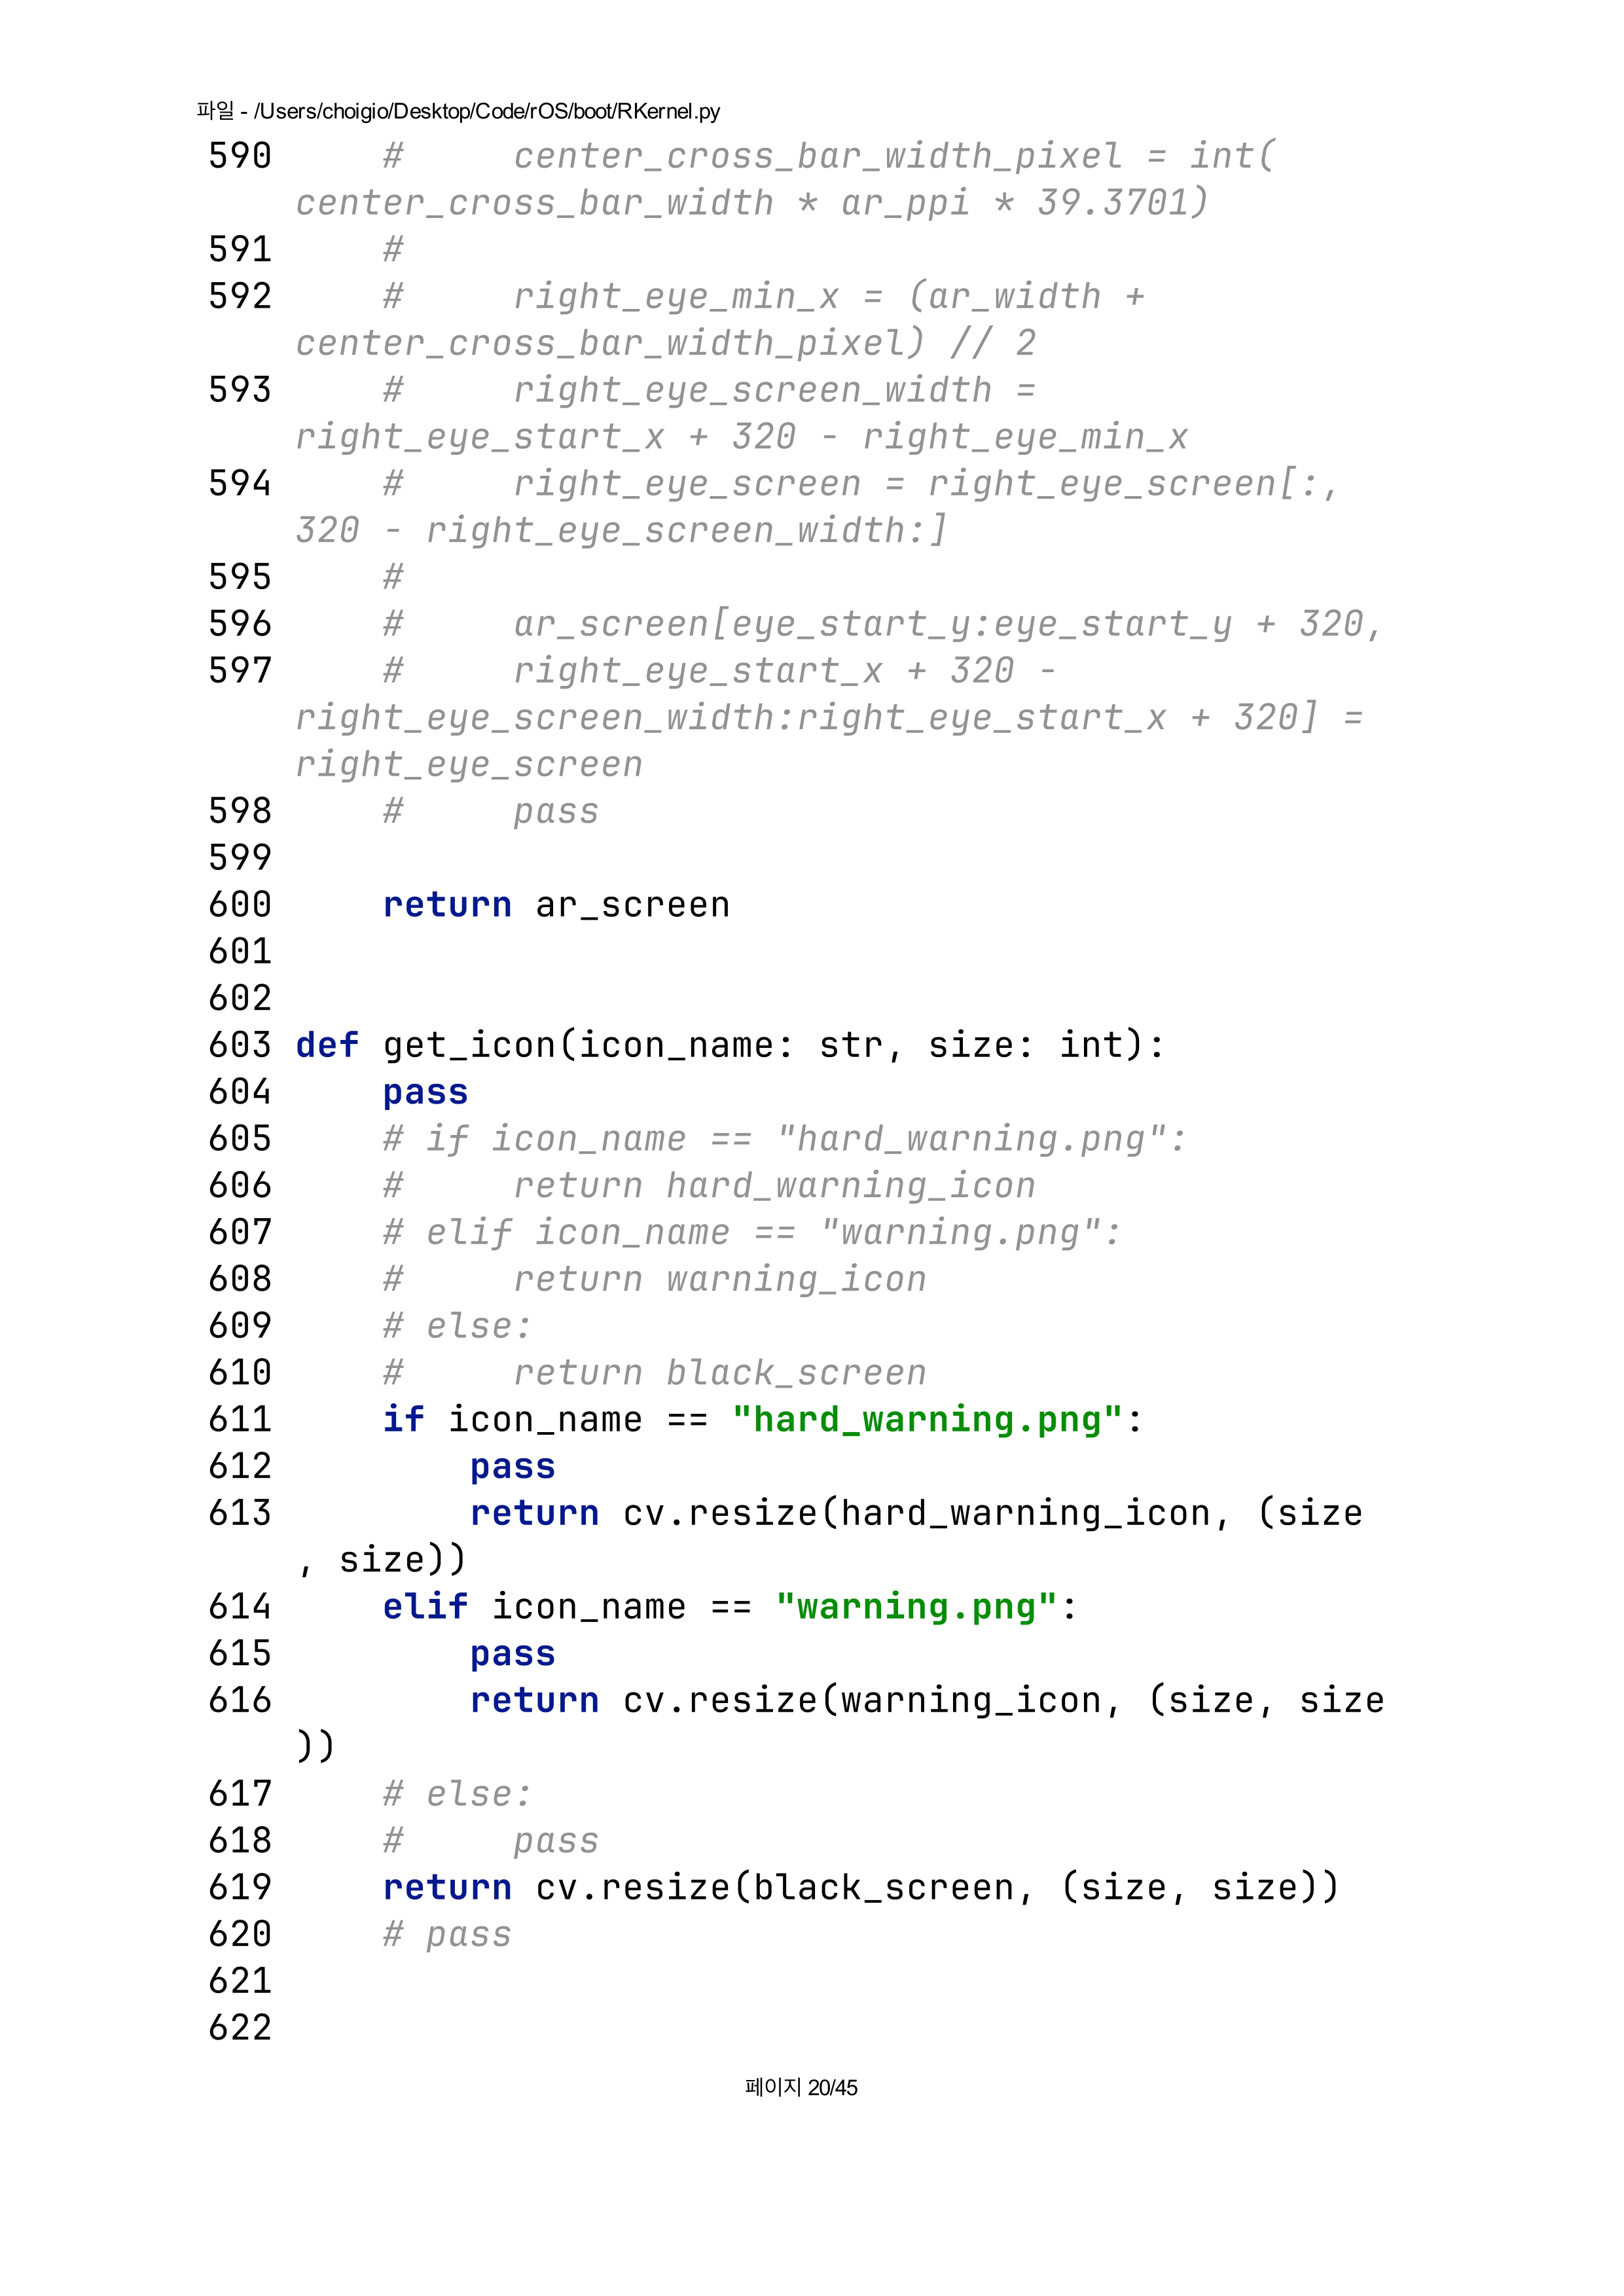 파일 - /Users/choigio/Desktop/Code/rOS/boot/RKernel.py
590     #     center_cross_bar_width_pixel = int(
center_cross_bar_width * ar_ppi * 39.3701)
591     #
592     #     right_eye_min_x = (ar_width +
center_cross_bar_width_pixel) // 2
593     #     right_eye_screen_width =
right_eye_start_x + 320 - right_eye_min_x
594     #     right_eye_screen = right_eye_screen[:,
320 - right_eye_screen_width:]
595     #
596     #     ar_screen[eye_start_y:eye_start_y + 320,
597     #     right_eye_start_x + 320 -
right_eye_screen_width:right_eye_start_x + 320] =
right_eye_screen
598     #     pass
599
600     return ar_screen
601
602
603 def get_icon(icon_name: str, size: int):
604     pass
605     # if icon_name == "hard_warning.png":
606     #     return hard_warning_icon
607     # elif icon_name == "warning.png":
608     #     return warning_icon
609     # else:
610     #     return black_screen
611     if icon_name == "hard_warning.png":
612         pass
613         return cv.resize(hard_warning_icon, (size
, size))
614     elif icon_name == "warning.png":
615         pass
616         return cv.resize(warning_icon, (size, size
))
617     # else:
618     #     pass
619     return cv.resize(black_screen, (size, size))
620     # pass
621
622
페이지 20/45